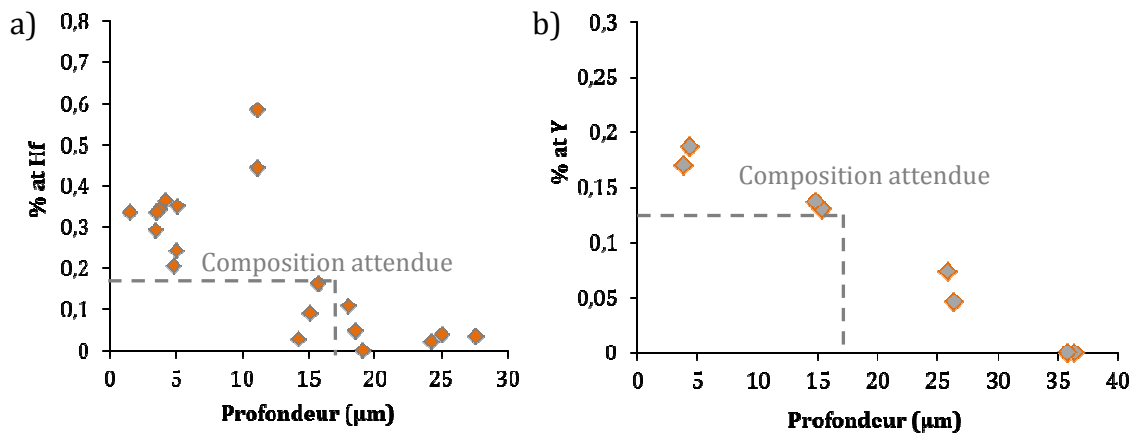 a)
0,8
0,7
0,6
0,5
0,4
0,3
0,2
0,1
0
% at Hf
Composition attendue
0 5 10 15 20 25 30
Profondeur (µm)
b)
0,3
0,25
0,2
0,15
0,1
0,05
0
% at Y
Composition attendue
0 5 10 15 20 25 30 35 40
Profondeur (µm)